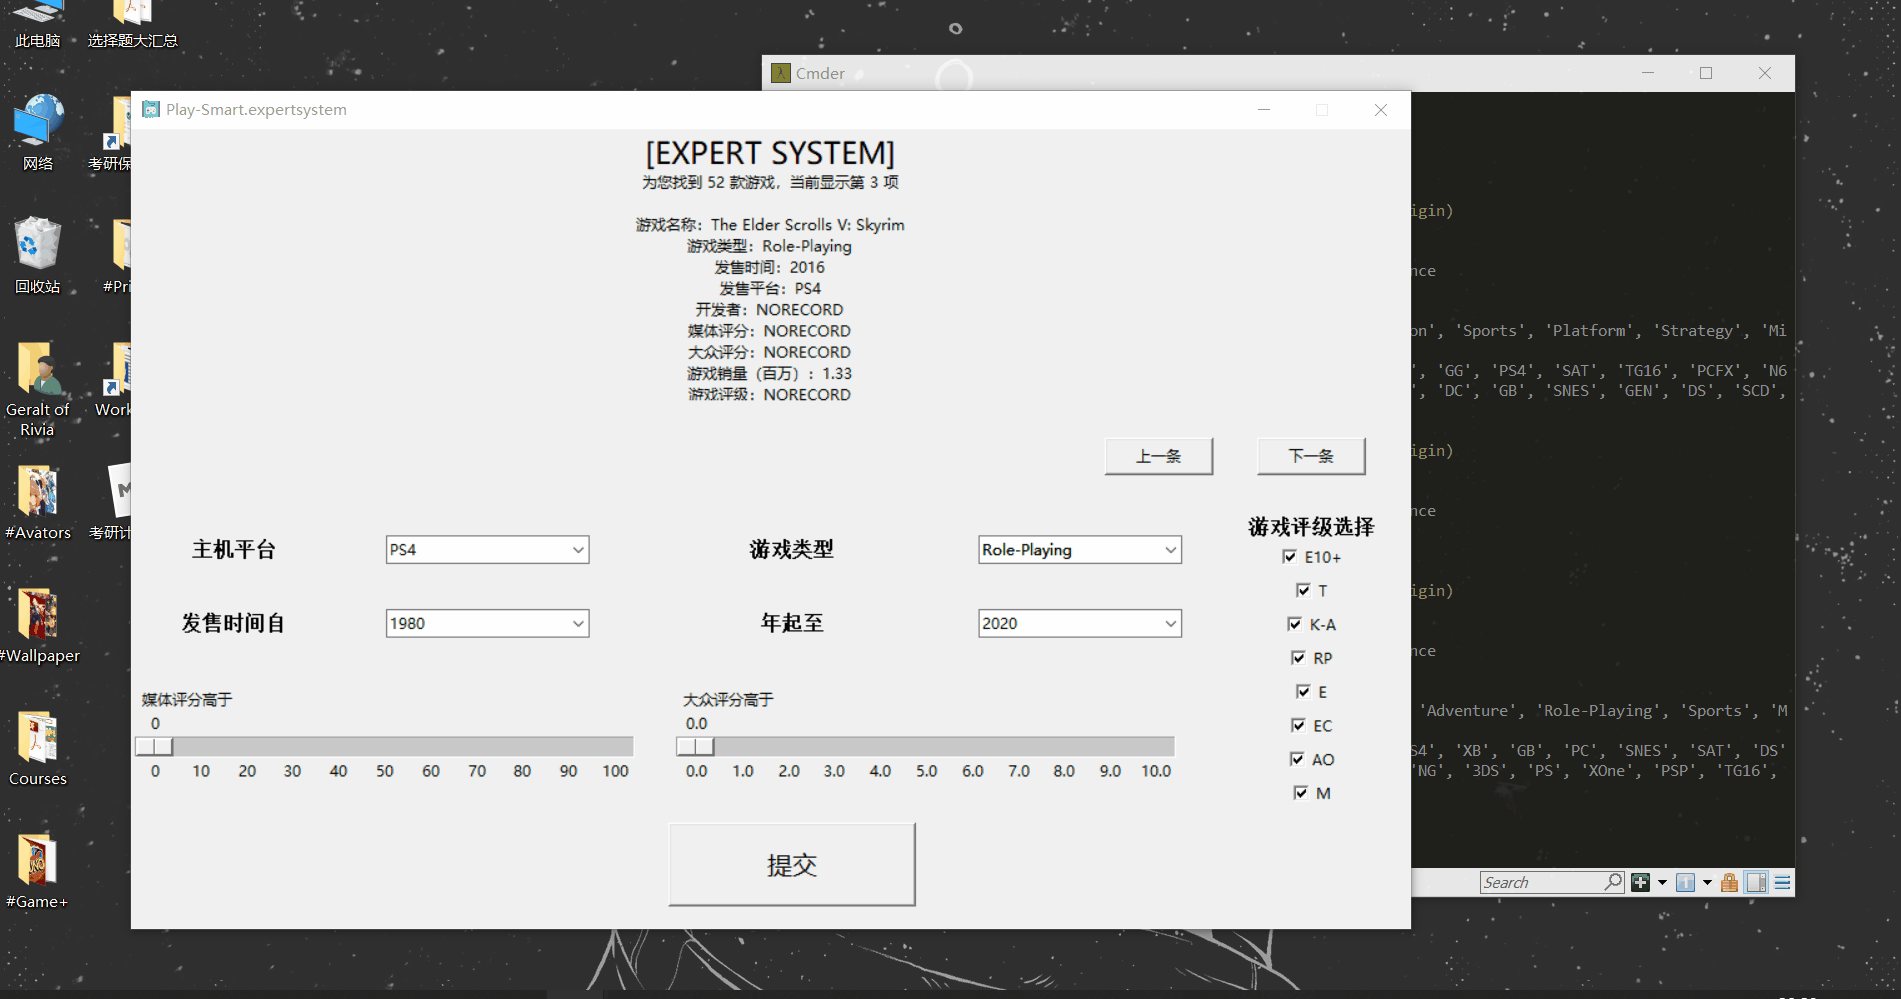 此电脑
选择题大汇总
网络
考研保
回收站
#Pri
Geralt of
Rivia
Work
#Avators
考研计
#Wallpaper
Courses
#Game+
Cmder
Play-Smart.expertsystem
[EXPERT SYSTEM]
为您找到 52 款游戏，当前显示第 3 项
游戏名称：The Elder Scrolls V: Skyrim
游戏类型：Role-Playing
发售时间：2016
发售平台：PS4
开发者：NORECORD
媒体评分：NORECORD
大众评分：NORECORD
游戏销量（百万）：1.33
游戏评级：NORECORD
上一条
下一条
主机平台
PS4
游戏类型
Role-Playing
发售时间自
1980
年起至
2020
游戏评级选择
E10+
T
K-A
RP
E
EC
AO
M
媒体评分高于
0
0 10 20 30 40 50 60 70 80 90 100
大众评分高于
0.0
0.0 1.0 2.0 3.0 4.0 5.0 6.0 7.0 8.0 9.0 10.0
提交
igin)
nce
on', 'Sports', 'Platform', 'Strategy', 'Mi
', 'GG', 'PS4', 'SAT', 'TG16', 'PCFX', 'N6
', 'DC', 'GB', 'SNES', 'GEN', 'DS', 'SCD',
igin)
nce
igin)
nce
'Adventure', 'Role-Playing', 'Sports', 'M
S4', 'XB', 'GB', 'PC', 'SNES', 'SAT', 'DS'
'NG', '3DS', 'PS', 'XOne', 'PSP', 'TG16',
Search